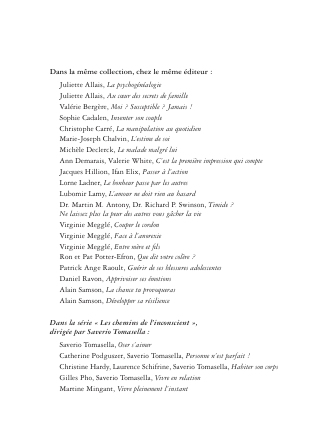 Dans la même collection, chez le même éditeur :
Juliette Allais, La psychogénéalogie
Juliette Allais, Au cœur des secrets de famille
Valérie Bergère, Moi ? Susceptible ? Jamais !
Sophie Cadalen, Inventer son couple
Christophe Carré, La manipulation au quotidien
Marie-Joseph Chalvin, L'estime de soi
Michèle Declerck, Le malade malgré lui
Ann Demarais, Valerie White, C'est la première impression qui compte
Jacques Hillion, Ifan Elix, Passer à l'action
Lorne Ladner, Le bonheur passe par les autres
Lubomir Lamy, L'amour ne doit rien au hasard
Dr. Martin M. Antony, Dr. Richard P. Swinson, Timide ?
Ne laissez plus la peur des autres vous gâcher la vie
Virginie Megglé, Couper le cordon
Virginie Megglé, Face à l'anorexie
Virginie Megglé, Entre mère et fils
Ron et Pat Potter-Efron, Que dit votre colère ?
Patrick Ange Raoult, Guérir de ses blessures adolescentes
Daniel Ravon, Apprivoiser ses émotions
Alain Samson, La chance tu provoqueras
Alain Samson, Développer sa résilience
Dans la série « Les chemins de l'inconscient »,
dirigée par Saverio Tomasella :
Saverio Tomasella, Oser s'aimer
Catherine Podguszer, Saverio Tomasella, Personne n'est parfait !
Christine Hardy, Laurence Schifrine, Saverio Tomasella, Habiter son corps
Gilles Pho, Saverio Tomasella, Vivre en relation
Martine Mingant, Vivre pleinement l'instant